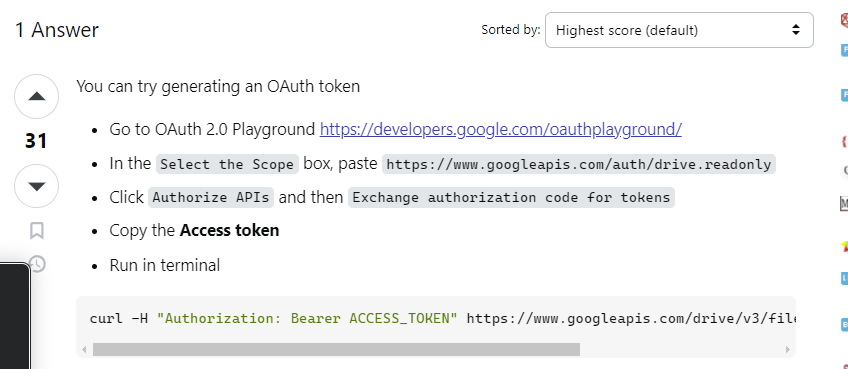 1 Answer
Sorted by: Highest score (default)
You can try generating an OAuth token
31
• Go to OAuth 2.0 Playground https://developers.google.com/oauthplayground/
• In the Select the Scope box, paste https://www.googleapis.com/auth/drive.readonly
• Click Authorize APIs and then Exchange authorization code for tokens
• Copy the Access token
• Run in terminal
curl -H "Authorization: Bearer ACCESS_TOKEN" https://www.googleapis.com/drive/v3/file